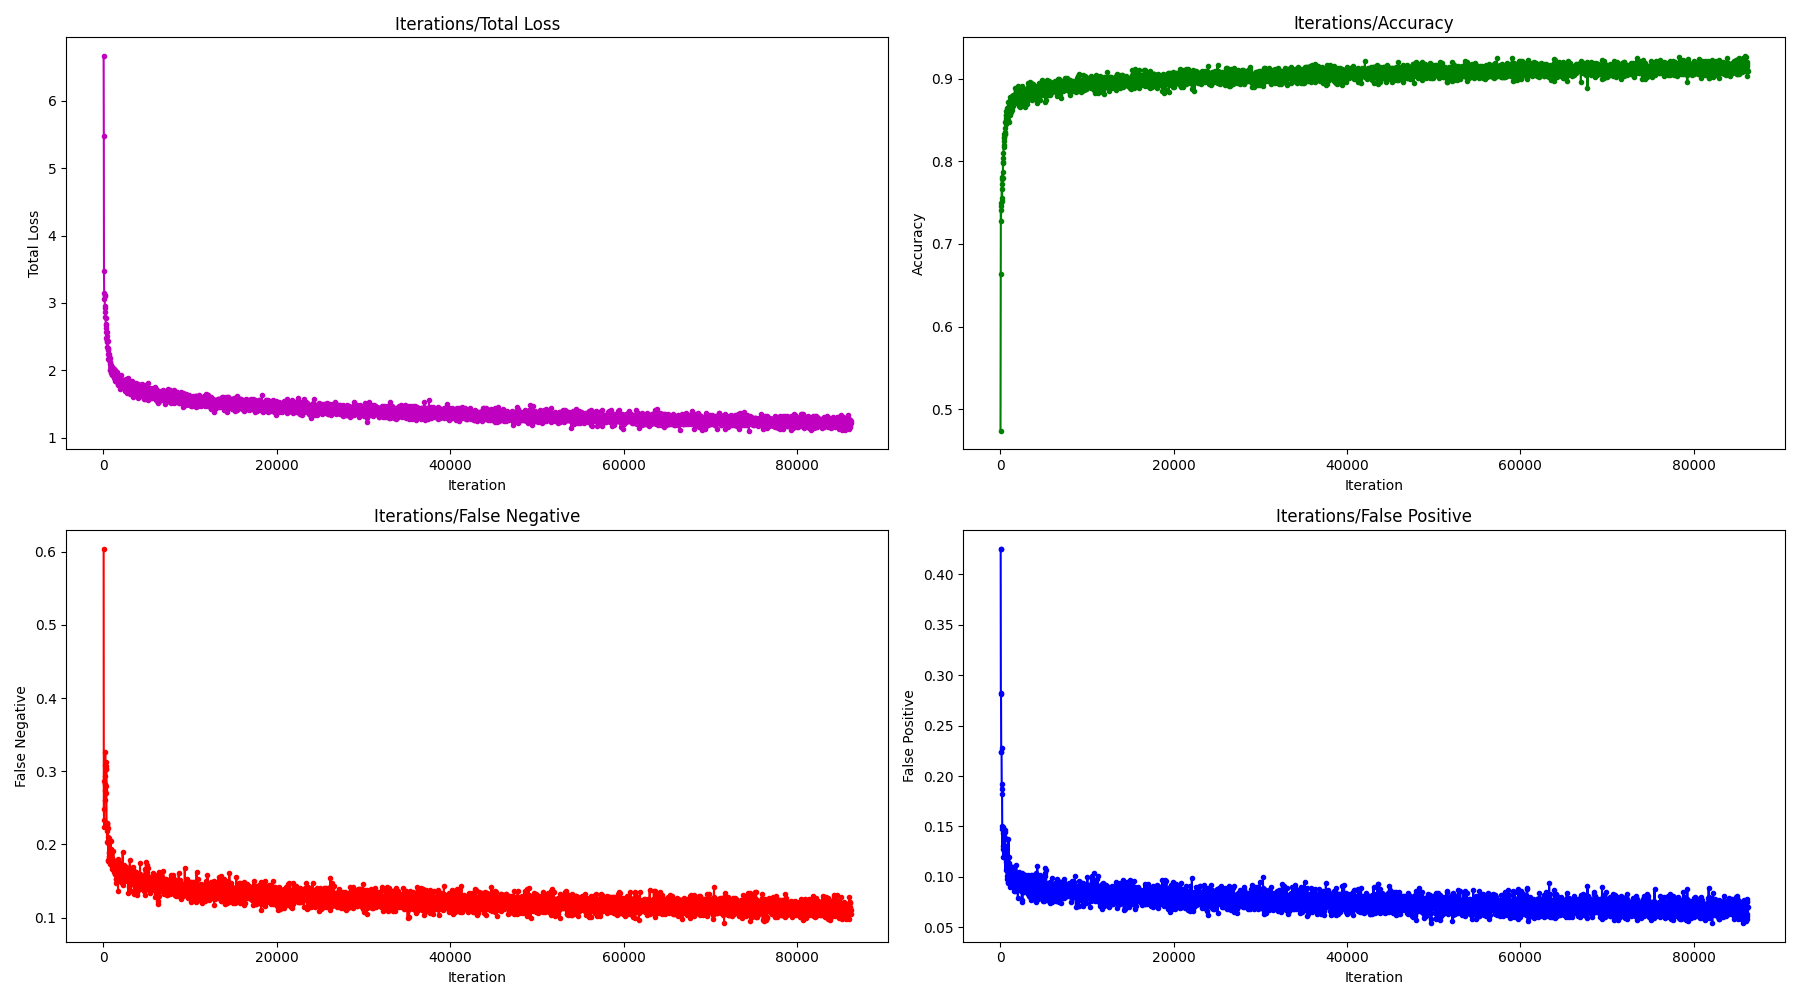 Iterations/Total Loss
Total Loss
6
5
4
3
2
1
0 20000 40000 60000 80000
Iteration
Iterations/Accuracy
Accuracy
0.9
0.8
0.7
0.6
0.5
0 20000 40000 60000 80000
Iteration
Iterations/False Negative
False Negative
0.6
0.5
0.4
0.3
0.2
0.1
0 20000 40000 60000 80000
Iteration
Iterations/False Positive
False Positive
0.40
0.35
0.30
0.25
0.20
0.15
0.10
0.05
0 20000 40000 60000 80000
Iteration